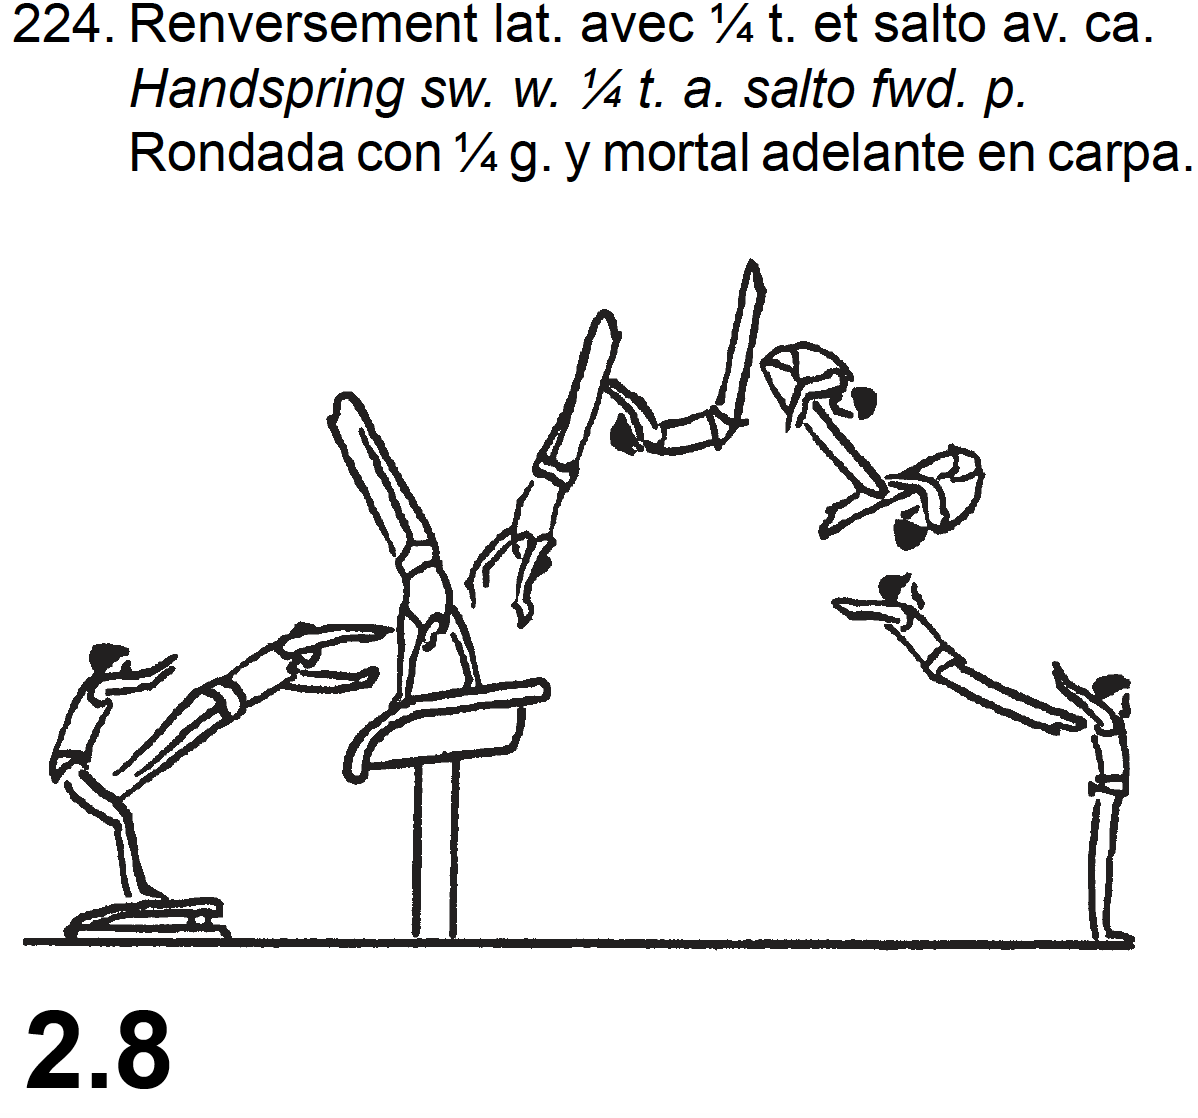 224. Renversement lat. avec ¼ t. et salto av. ca.
Handspring sw. w. ¼ t. a. salto fwd. p.
Rondada con ¼ g. y mortal adelante en carpa.
2.8